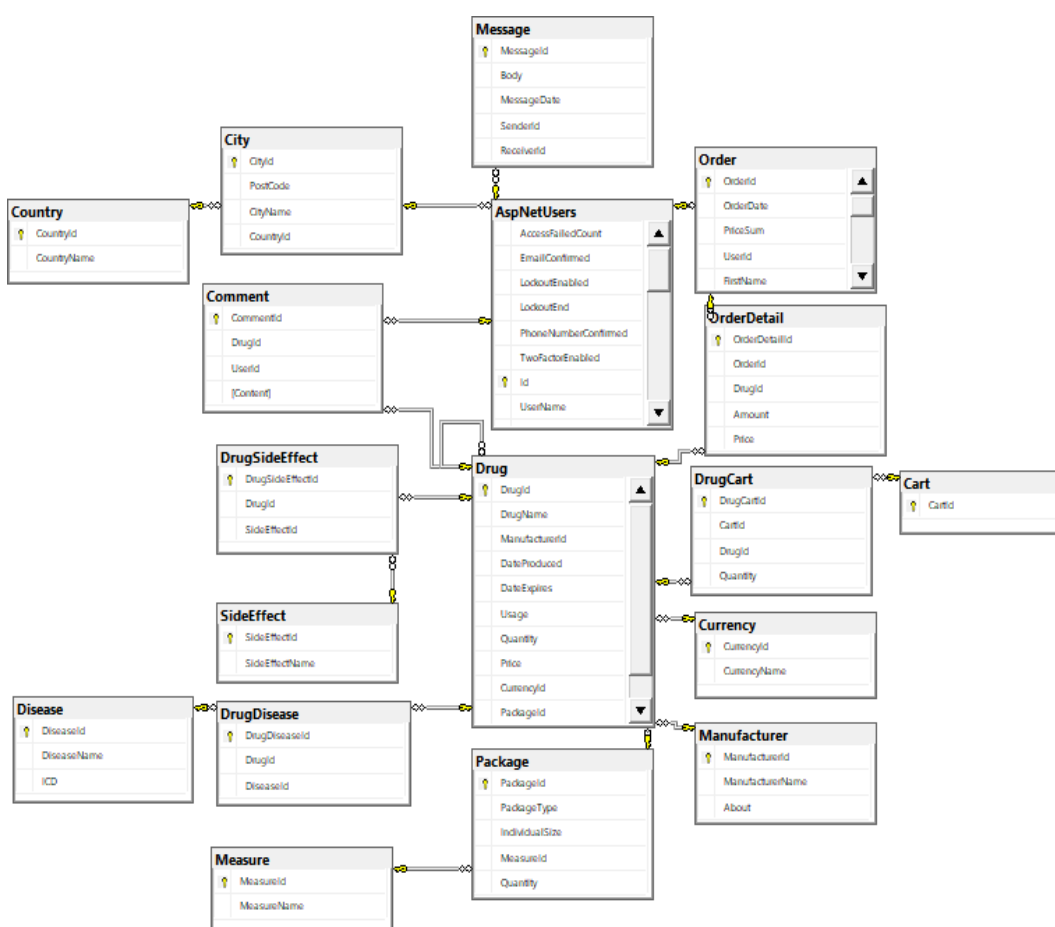 Message
MessageId
Body
MessageDate
SenderId
ReceiverId
City
CityId
PostCode
CityName
CountryId
Order
OrderId
OrderDate
PriceSum
UserId
FirstName
Country
CountryId
CountryName
AspNetUsers
AccessFailedCount
EmailConfirmed
LockoutEnabled
LockoutEnd
PhoneNumberConfirmed
TwoFactorEnabled
Id
UserName
Comment
CommentId
DrugId
UserId
[Content]
OrderDetail
OrderDetailId
OrderId
DrugId
Amount
Price
DrugSideEffect
DrugSideEffectId
DrugId
SideEffectId
Drug
DrugId
DrugName
ManufacturerId
DateProduced
DateExpires
Usage
Quantity
Price
CurrencyId
PackageId
DrugCart
DrugCartId
CartId
DrugId
Quantity
Cart
CartId
SideEffect
SideEffectId
SideEffectName
Currency
CurrencyId
CurrencyName
Disease
DiseaseId
DiseaseName
ICD
DrugDisease
DrugDiseaseId
DrugId
DiseaseId
Manufacturer
ManufacturerId
ManufacturerName
About
Package
PackageId
PackageType
IndividualSize
MeasureId
Quantity
Measure
MeasureId
MeasureName